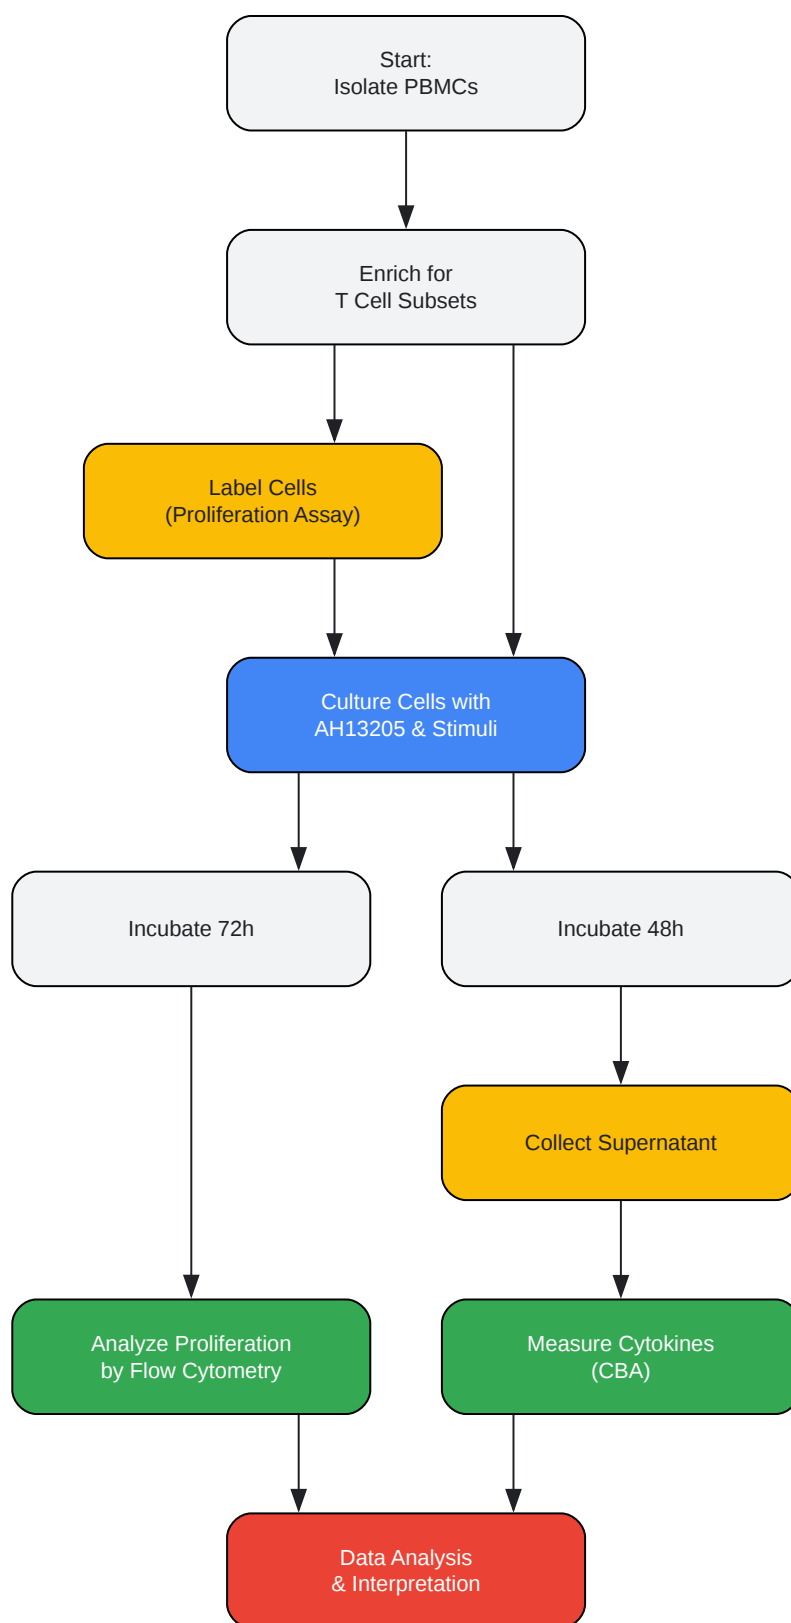 Start:
Isolate PBMCs
Enrich for
T Cell Subsets
Label Cells
(Proliferation Assay)
Culture Cells with
AH13205 & Stimuli
Incubate 72h
Incubate 48h
Collect Supernatant
Analyze Proliferation
by Flow Cytometry
Measure Cytokines
(CBA)
Data Analysis
& Interpretation